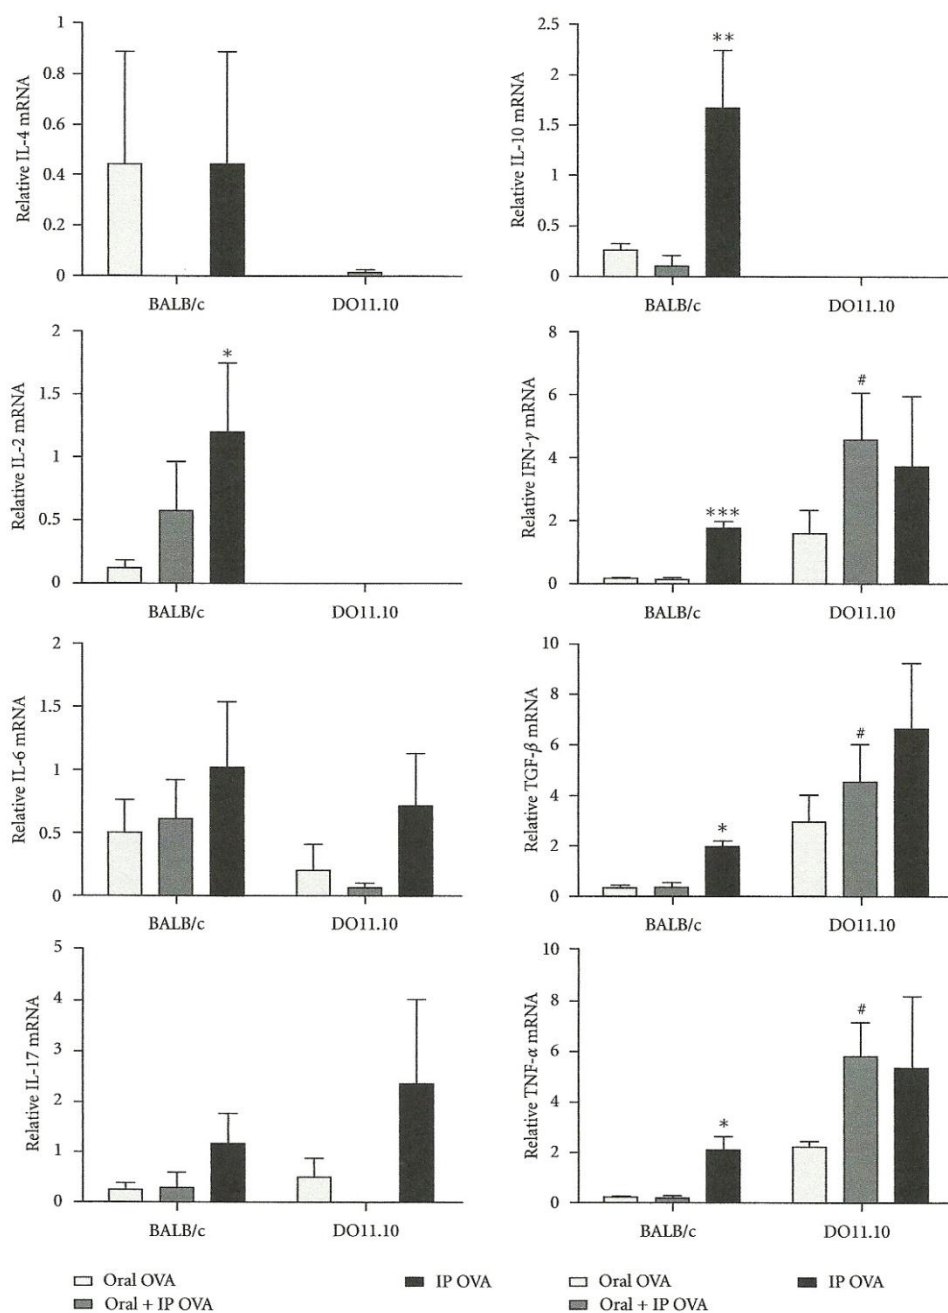 Relative IL-4 mRNA
1
0.8
0.6
0.4
0.2
0
BALB/c DO11.10
Relative IL-10 mRNA
2.5
2
1.5
1
0.5
0
**
BALB/c DO11.10
Relative IL-2 mRNA
2
1.5
1
0.5
0
*
BALB/c DO11.10
Relative IFN-γ mRNA
8
6
4
2
0
***
#
BALB/c DO11.10
Relative IL-6 mRNA
2
1.5
1
0.5
0
BALB/c DO11.10
Relative TGF-β mRNA
10
8
6
4
2
0
*
#
BALB/c DO11.10
Relative IL-17 mRNA
5
4
3
2
1
0
BALB/c DO11.10
Relative TNF-α mRNA
10
8
6
4
2
0
*
#
BALB/c DO11.10
Oral OVA IP OVA
Oral + IP OVA
Oral OVA IP OVA
Oral + IP OVA